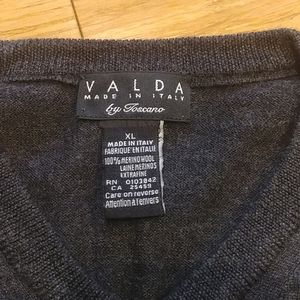 VALDA
MADE IN ITALY
by Toscano
XL
MADE IN ITALY
FABRIQUÉ EN ITALIE
100% MERINO WOOL
LAINE MERINOS
EXTRAFINE
RN 0103842
CA 25459
Care on reverse
Attention à l'envers